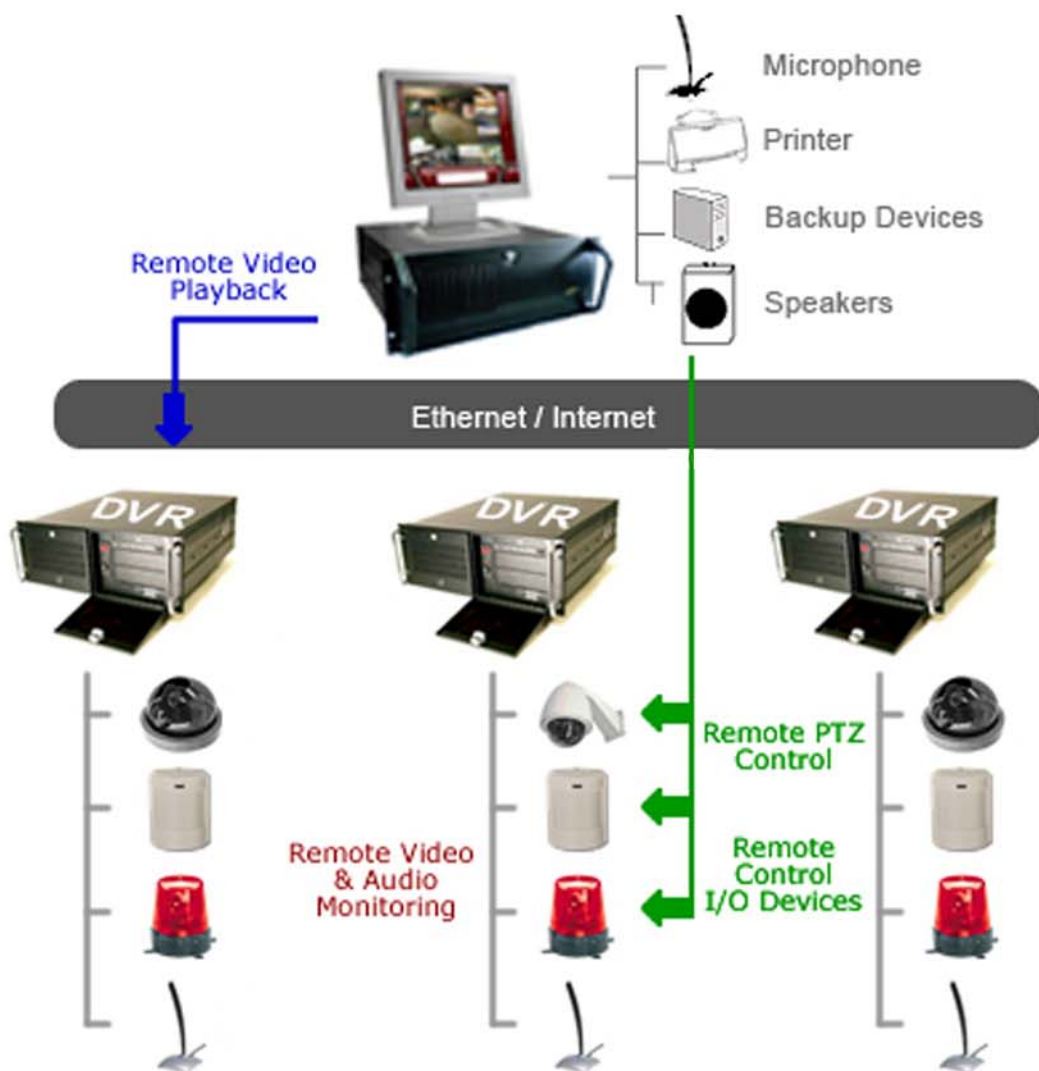 Microphone
Printer
Backup Devices
Speakers
Remote Video
Playback
Ethernet / Internet
DVR
DVR
DVR
Remote PTZ
Control
Remote Video
& Audio
Monitoring
Remote
Control
I/O Devices